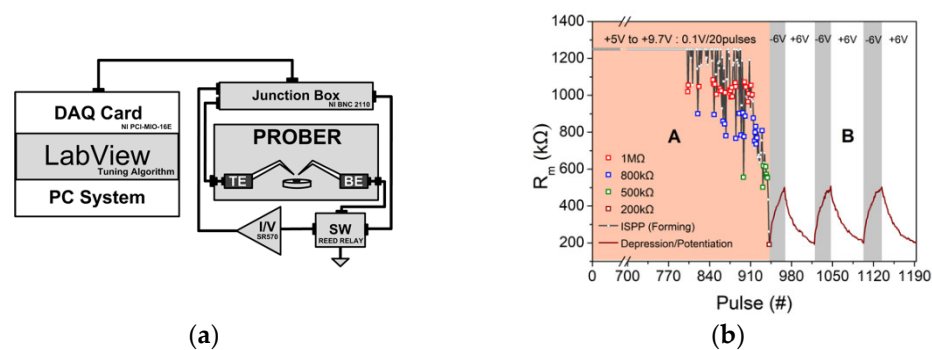 DAQ Card
NI PCI-MIO-16E
LabView
Tuning Algorithm
PC System
Junction Box
NI BNC 2110
PROBER
TE
BE
I/V
SR570
SW
REED RELAY
(a)
+5V to +9.7V : 0.1V/20pulses
-6V +6V -6V +6V -6V +6V
1400
1200
1000
800
600
400
200
Rm (kΩ)
A
B
1MΩ
800kΩ
500kΩ
200kΩ
ISPP (Forming)
Depression/Potentiation
0 700 770 840 910 980 1050 1120 1190
Pulse (#)
(b)